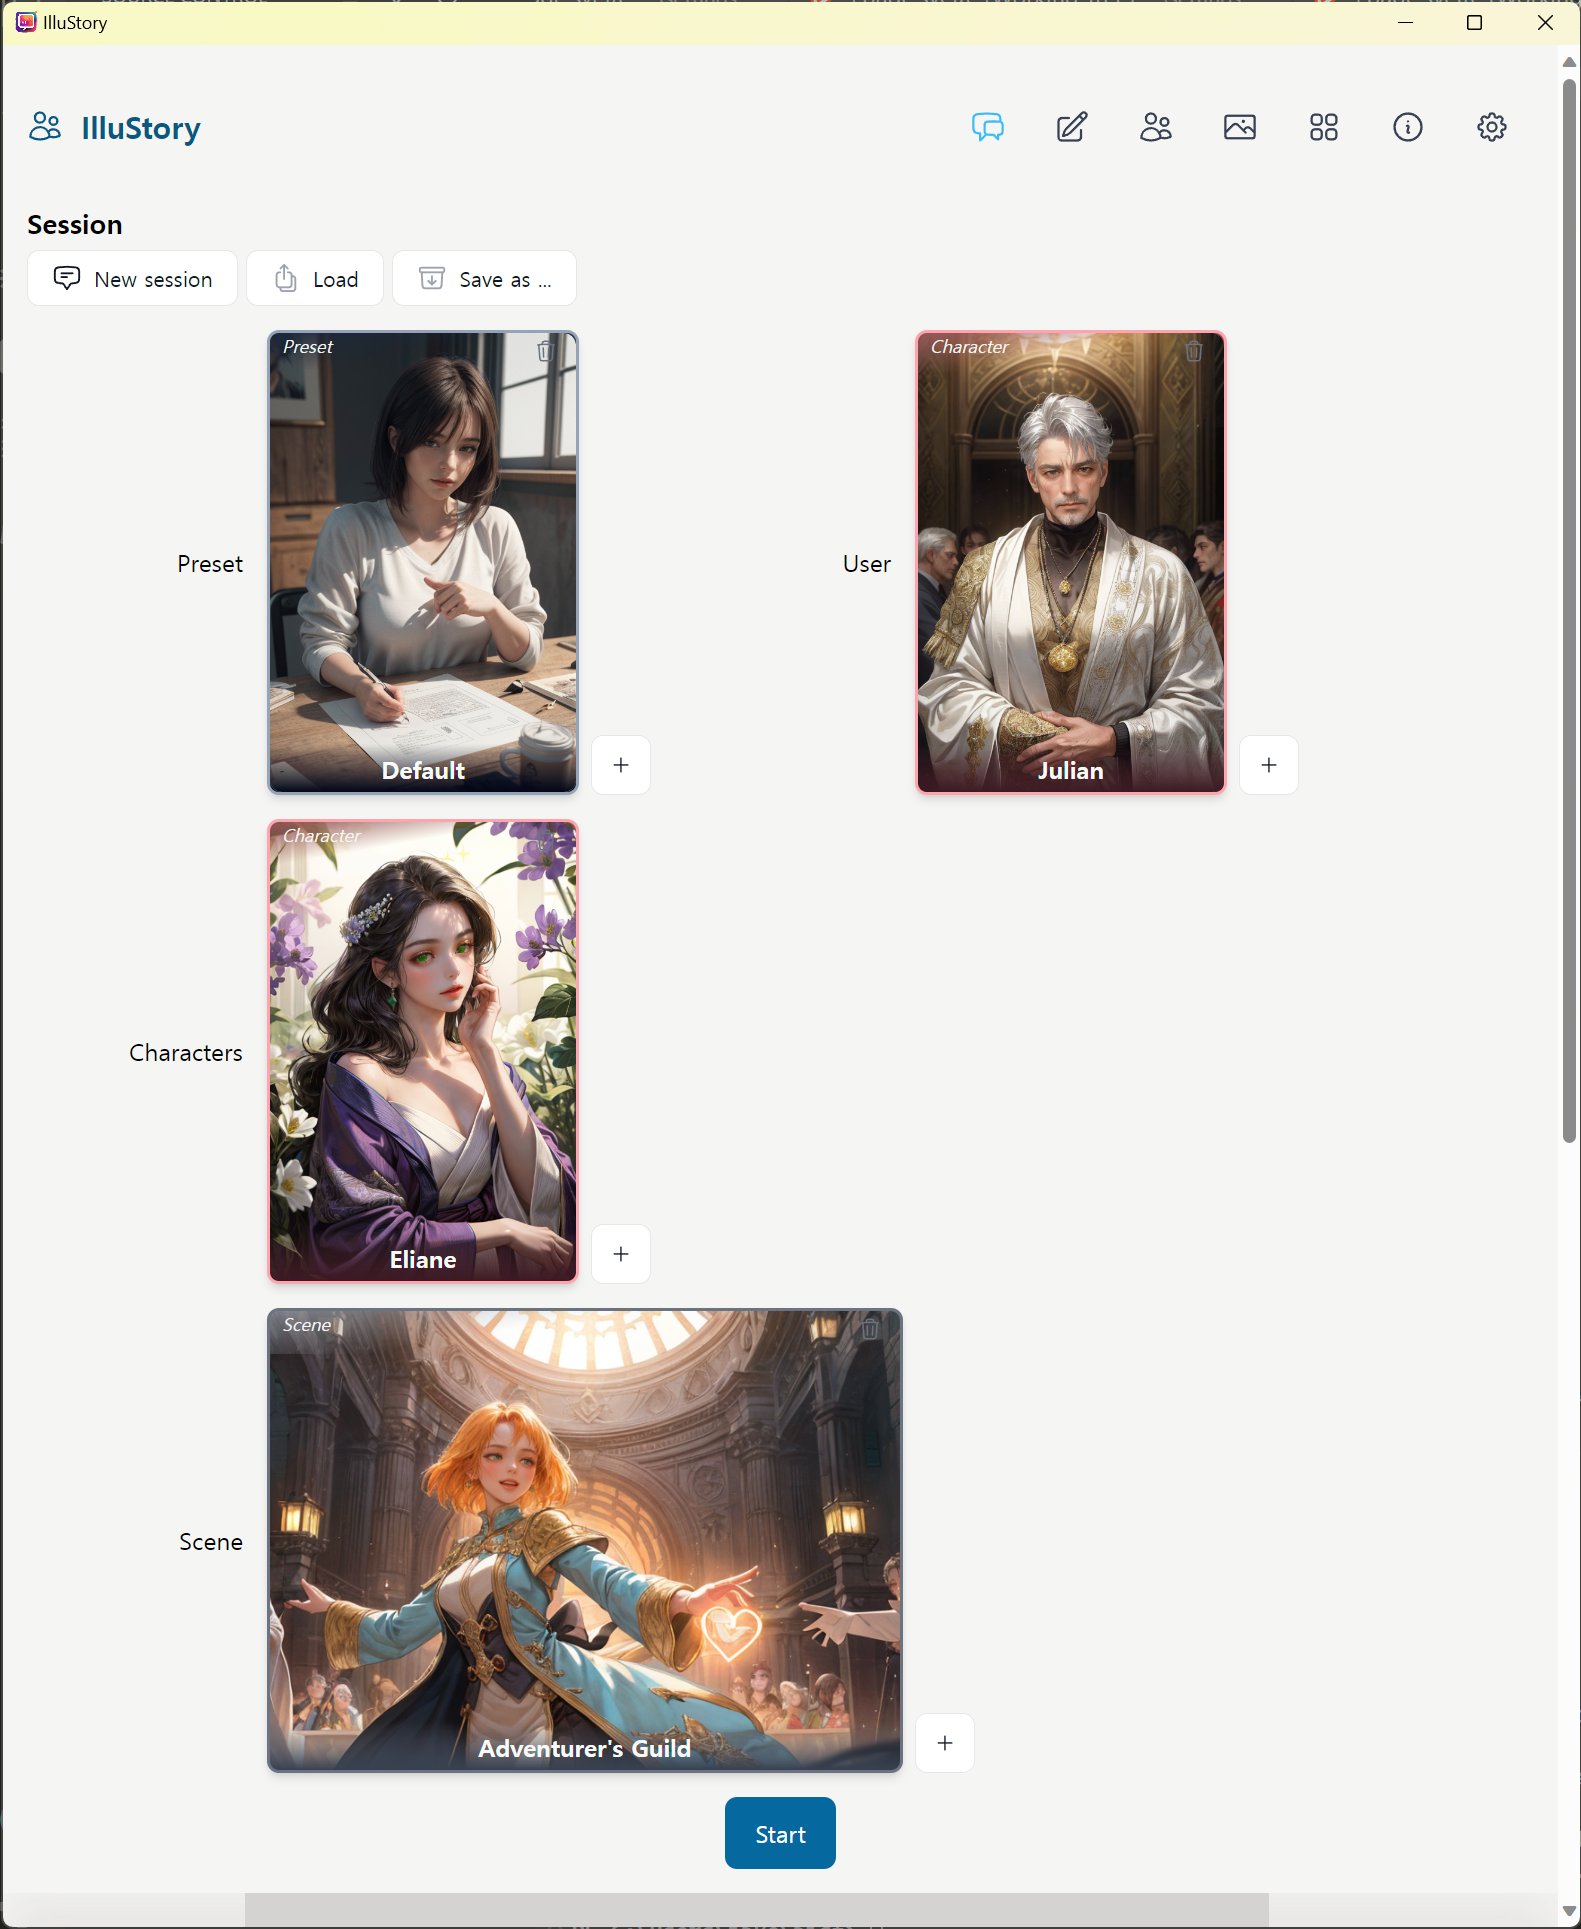 IlluStory
IlluStory
Session
New session
Load
Save as ...
Preset
Preset
Default
User
Character
Julian
Characters
Character
Eliane
Scene
Scene
Adventurer's Guild
Start